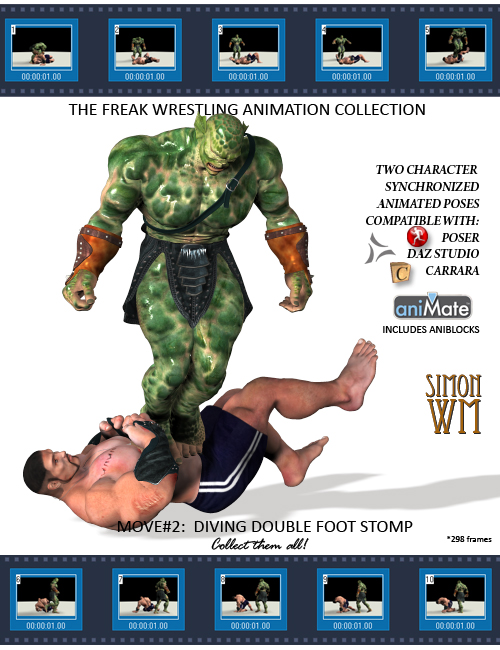 1 2 3 4 5
00:00:01.00 00:00:01.00 00:00:01.00 00:00:01.00 00:00:01.00
THE FREAK WRESTLING ANIMATION COLLECTION
TWO CHARACTER
SYNCHRONIZED
ANIMATED POSES
COMPATIBLE WITH:
POSER
DAZ STUDIO
C CARRARA
aniMate
INCLUDES ANIBLOCKS
SIMON
WM
MOVE#2: DIVING DOUBLE FOOT STOMP
Collect them all!
*298 frames
6 7 8 9 10
00:00:01.00 00:00:01.00 00:00:01.00 00:00:01.00 00:00:01.00